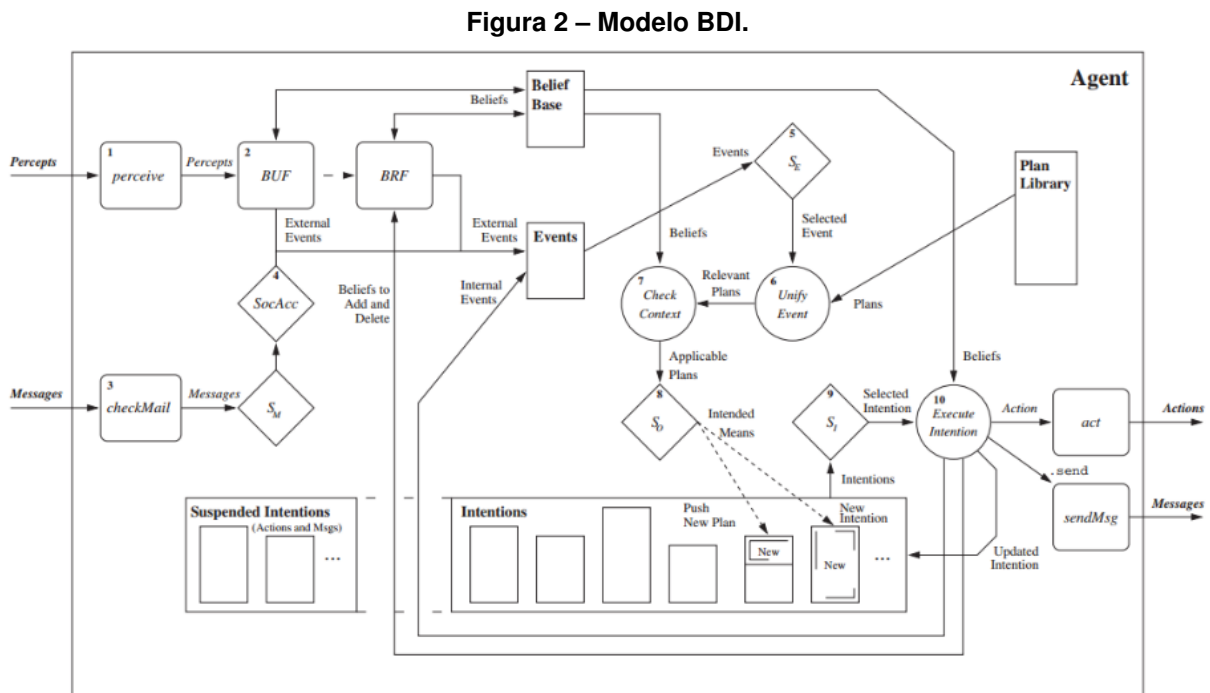 Figura 2 – Modelo BDI.
Agent
Belief
Base
Beliefs
Percepts
1
perceive
Percepts
2
BUF
BRF
Events
5
S_E
Plan
Library
External
Events
External
Events
Events
Beliefs
Selected
Event
4
SocAcc
Beliefs to
Add and
Delete
Internal
Events
7
Check
Context
Relevant
Plans
6
Unify
Event
Plans
Messages
3
checkMail
Messages
S_M
Applicable
Plans
8
S_O
Intended
Means
9
S_I
Selected
Intention
Beliefs
10
Execute
Intention
Action
act
Actions
.send
sendMsg
Messages
Intentions
Suspended Intentions
(Actions and Msgs)
...
Intentions
Push
New Plan
New
New
Intention
New
...
Updated
Intention